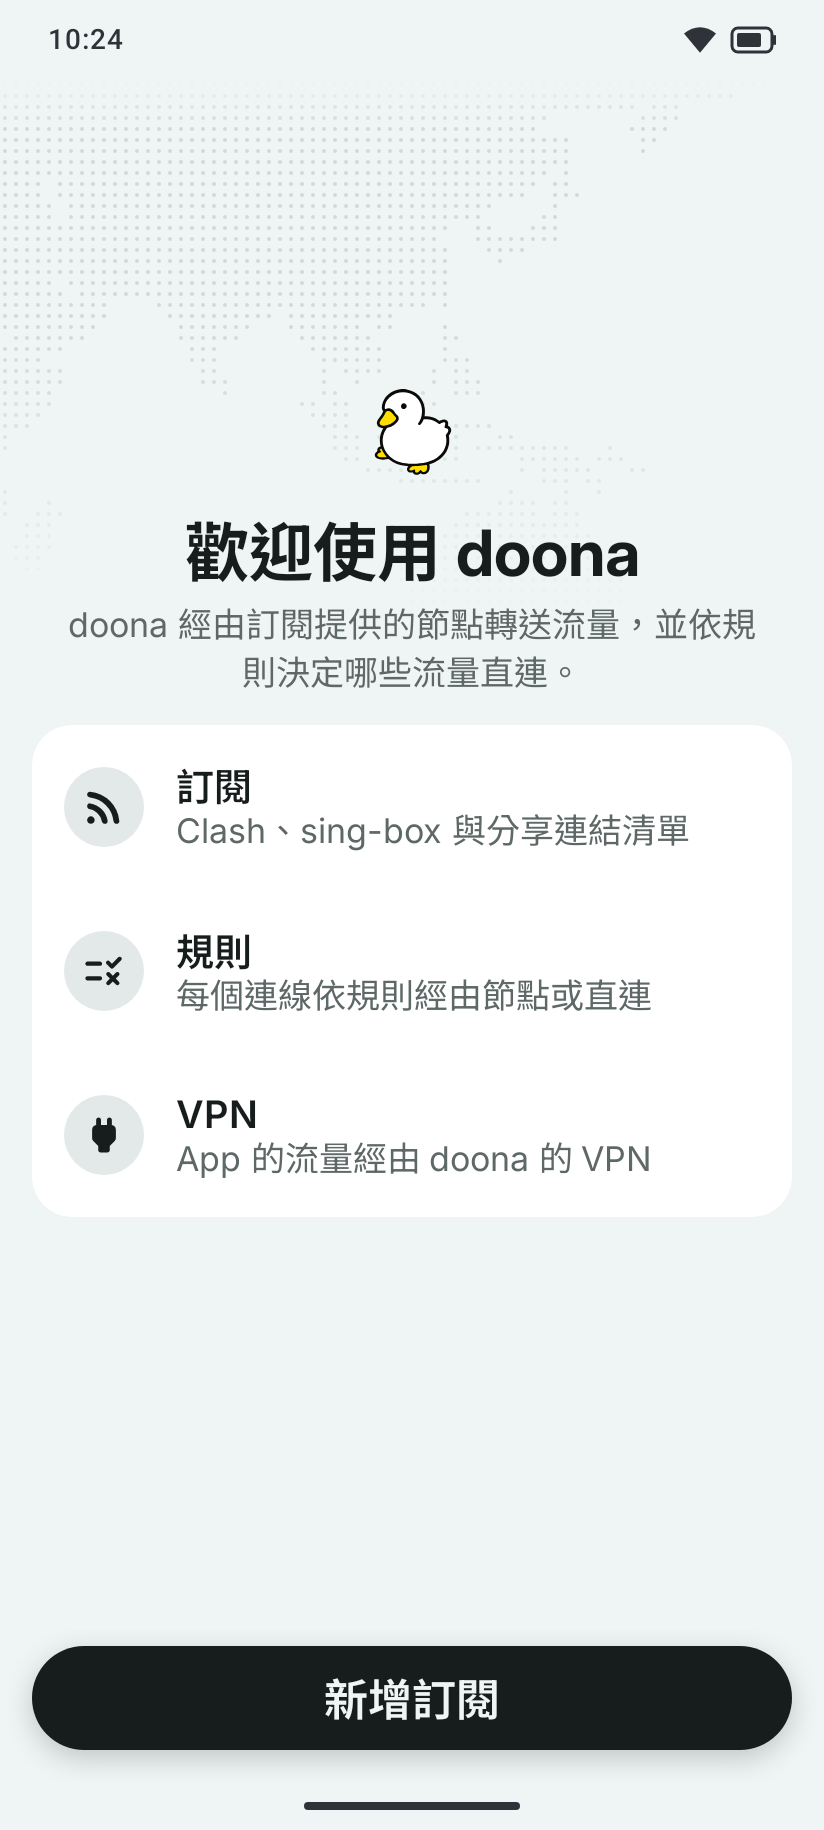 10:24
歡迎使用 doona
doona 經由訂閱提供的節點轉送流量，並依規
則決定哪些流量直連。
訂閱
Clash、sing-box 與分享連結清單
規則
每個連線依規則經由節點或直連
VPN
App 的流量經由 doona 的 VPN
新增訂閱